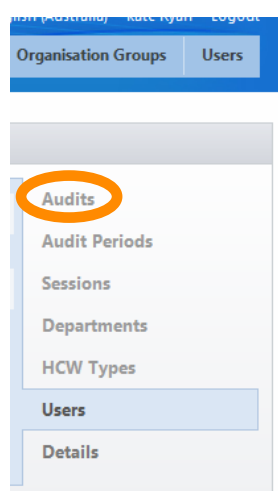 (Australia) Kate Ryan Logout
Organisation Groups Users
Audits
Audit Periods
Sessions
Departments
HCW Types
Users
Details